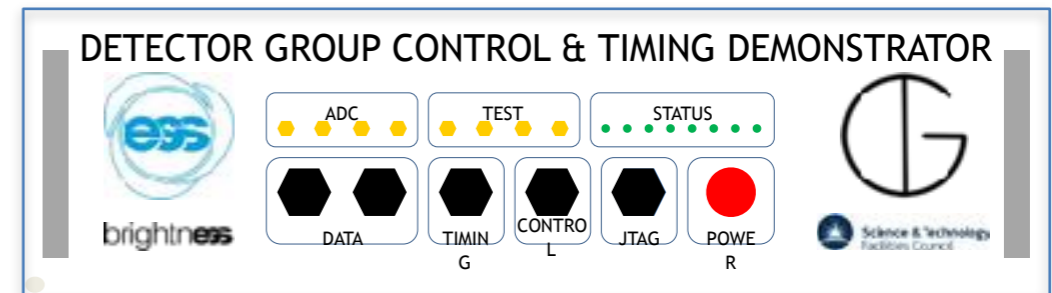 DETECTOR GROUP CONTROL & TIMING DEMONSTRATOR
ADC
TEST
STATUS
ess
brightness
DATA
TIMIN
G
CONTRO
L
JTAG
POWE
R
Science & Technology
Facilities Council